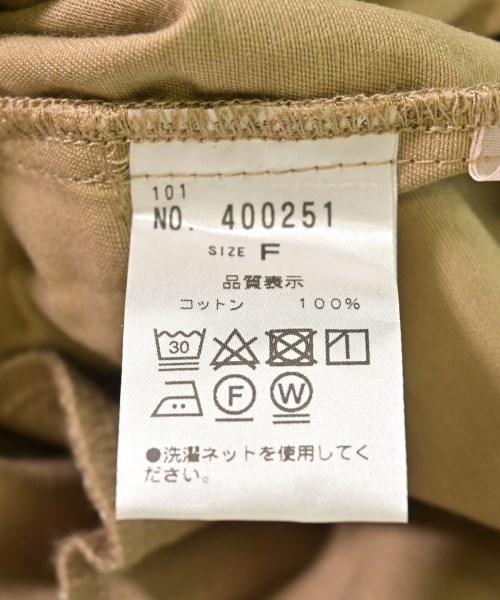 101
NO. 400251
SIZE F
品質表示
コットン 100%
30
F W
●洗濯ネットを使用してく
ださい。